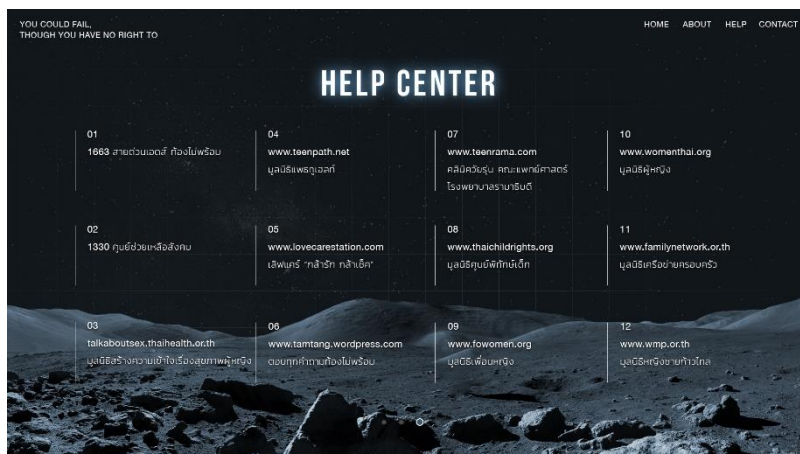 YOU COULD FAIL,
THOUGH YOU HAVE NO RIGHT TO
HOME ABOUT HELP CONTACT
HELP CENTER
01
1663 สายด่วนเอดส์ ท้องไม่พร้อม
02
1330 ศูนย์ช่วยเหลือสังคม
03
talkaboutsex.thaihealth.or.th
มูลนิธิสร้างความเข้าใจเรื่องสุขภาพผู้หญิง
04
www.teenpath.net
มูลนิธิแพธทูเฮลท์
05
www.lovecarestation.com
เลิฟแคร์ "กล้ารัก กล้าเช็ค"
06
www.tamtang.wordpress.com
ตอบทุกคำถามท้องไม่พร้อม
07
www.teenrama.com
คลินิควัยรุ่น คณะแพทย์ศาสตร์
โรงพยาบาลรามาธิบดี
08
www.thaichildrights.org
มูลนิธิศูนย์พิทักษ์เด็ก
09
www.fowomen.org
มูลนิธิเพื่อนหญิง
10
www.womenthai.org
มูลนิธิผู้หญิง
11
www.familynetwork.or.th
มูลนิธิเครือข่ายครอบครัว
12
www.wmp.or.th
มูลนิธิหญิงชายก้าวไกล